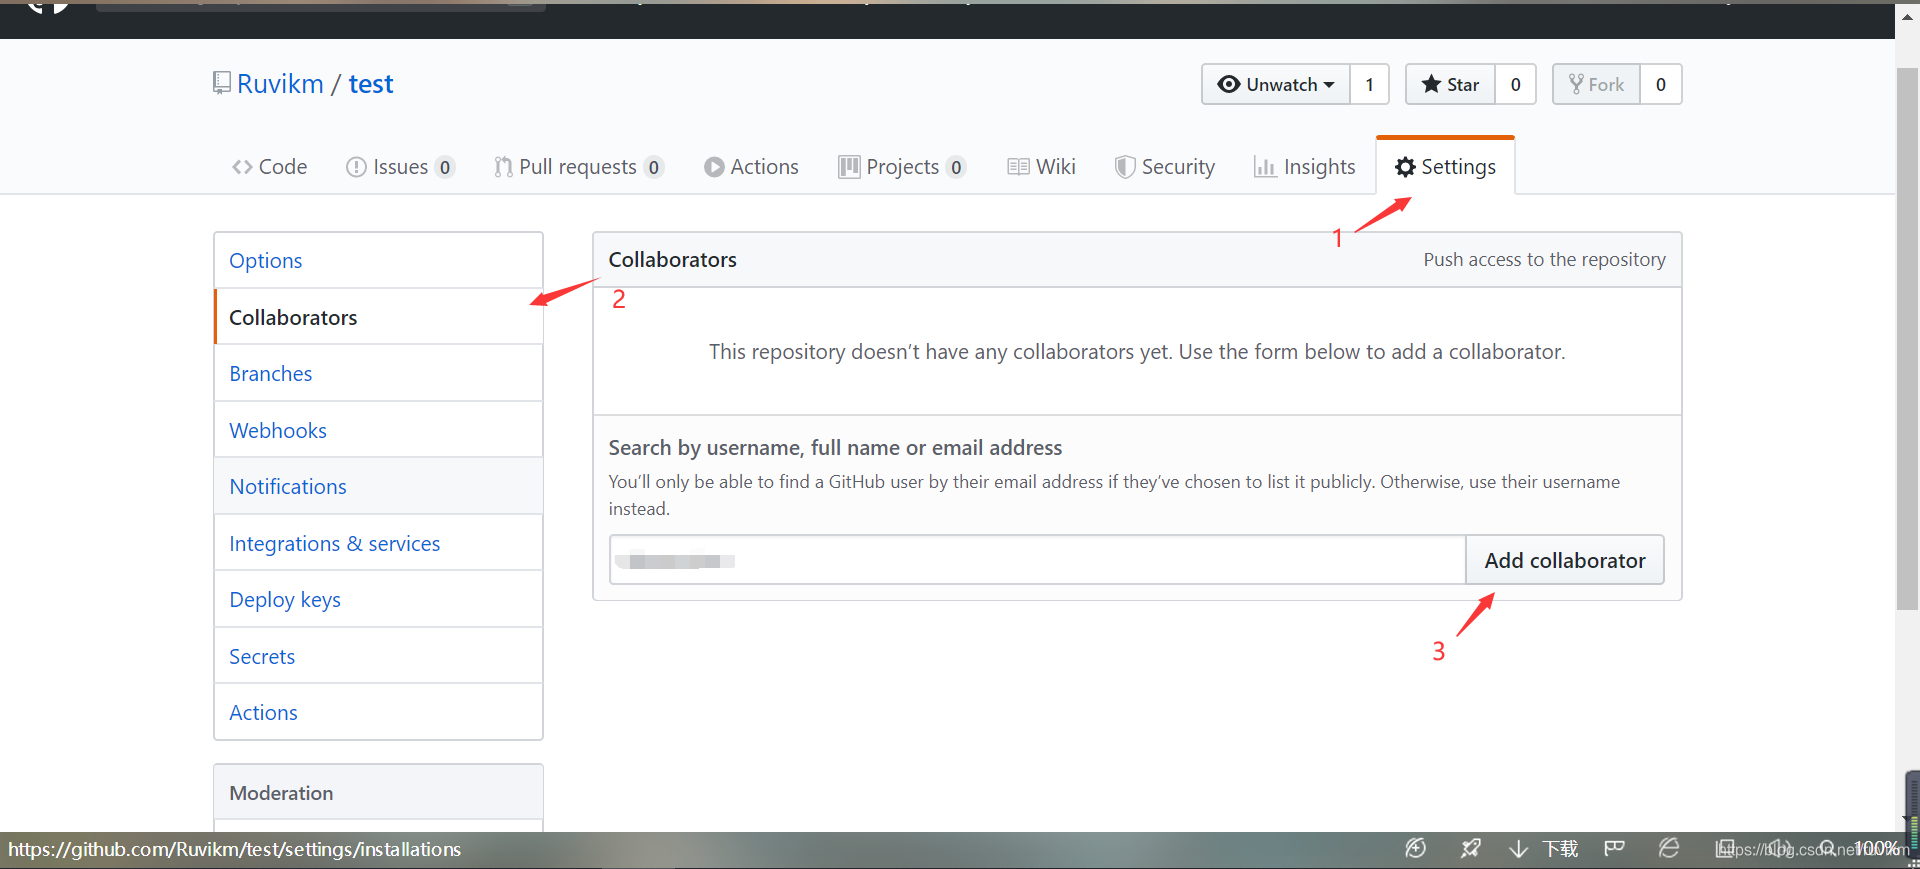 Ruvikm / test
Unwatch 1 Star 0 Fork 0
Code Issues 0 Pull requests 0 Actions Projects 0 Wiki Security Insights Settings
1
Options
Collaborators
Branches
Webhooks
Notifications
Integrations & services
Deploy keys
Secrets
Actions
Moderation
Collaborators Push access to the repository
2
This repository doesn’t have any collaborators yet. Use the form below to add a collaborator.
Search by username, full name or email address
You’ll only be able to find a GitHub user by their email address if they’ve chosen to list it publicly. Otherwise, use their username
instead.
Add collaborator
3
https://github.com/Ruvikm/test/settings/installations
下载
100%